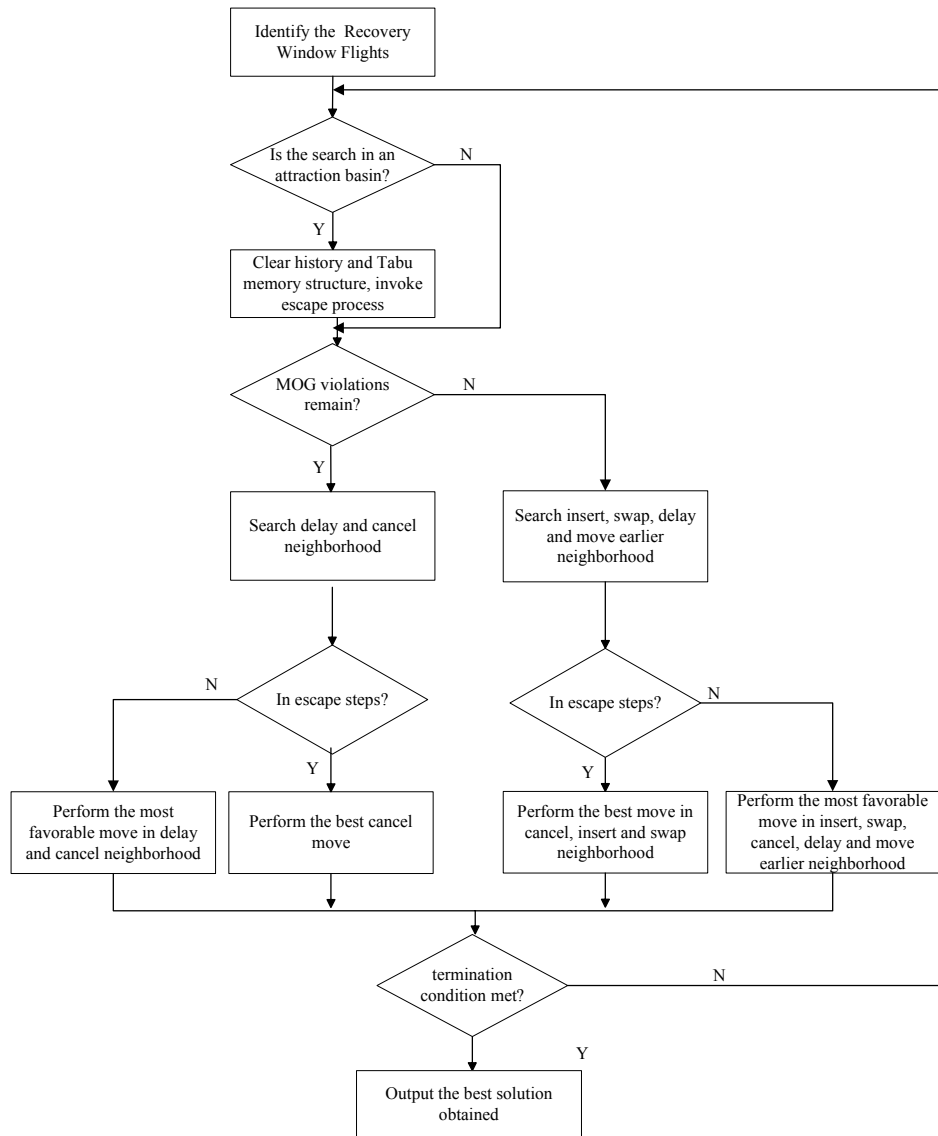 Identify the Recovery
Window Flights
Is the search in an
attraction basin?
N
Y
Clear history and Tabu
memory structure, invoke
escape process
MOG violations
remain?
N
Y
Search delay and cancel
neighborhood
Search insert, swap, delay
and move earlier
neighborhood
In escape steps?
N
Y
In escape steps?
N
Y
Perform the most
favorable move in delay
and cancel neighborhood
Perform the best cancel
move
Perform the best move in
cancel, insert and swap
neighborhood
Perform the most favorable
move in insert, swap,
cancel, delay and move
earlier neighborhood
termination
condition met?
N
Y
Output the best solution
obtained